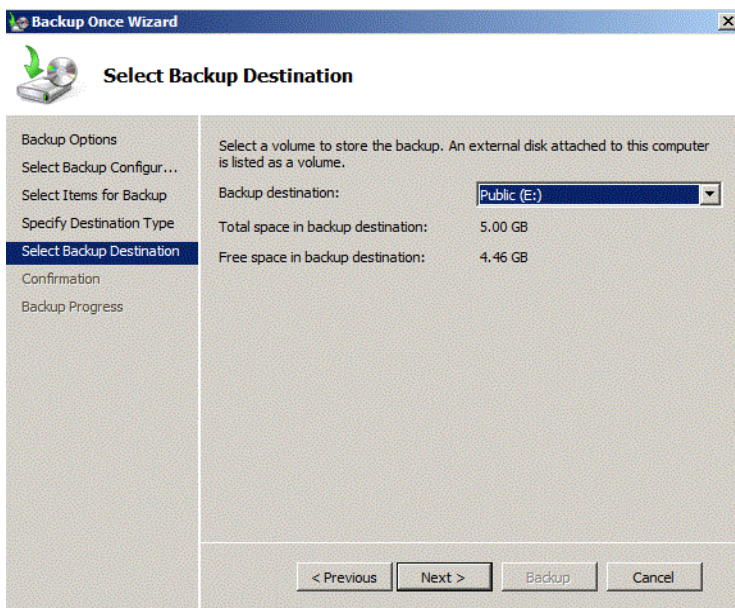 Backup Once Wizard
Select Backup Destination
Backup Options
Select Backup Configur...
Select Items for Backup
Specify Destination Type
Select Backup Destination
Confirmation
Backup Progress
Select a volume to store the backup. An external disk attached to this computer
is listed as a volume.
Backup destination: Public (E:)
Total space in backup destination: 5.00 GB
Free space in backup destination: 4.46 GB
< Previous Next > Backup Cancel